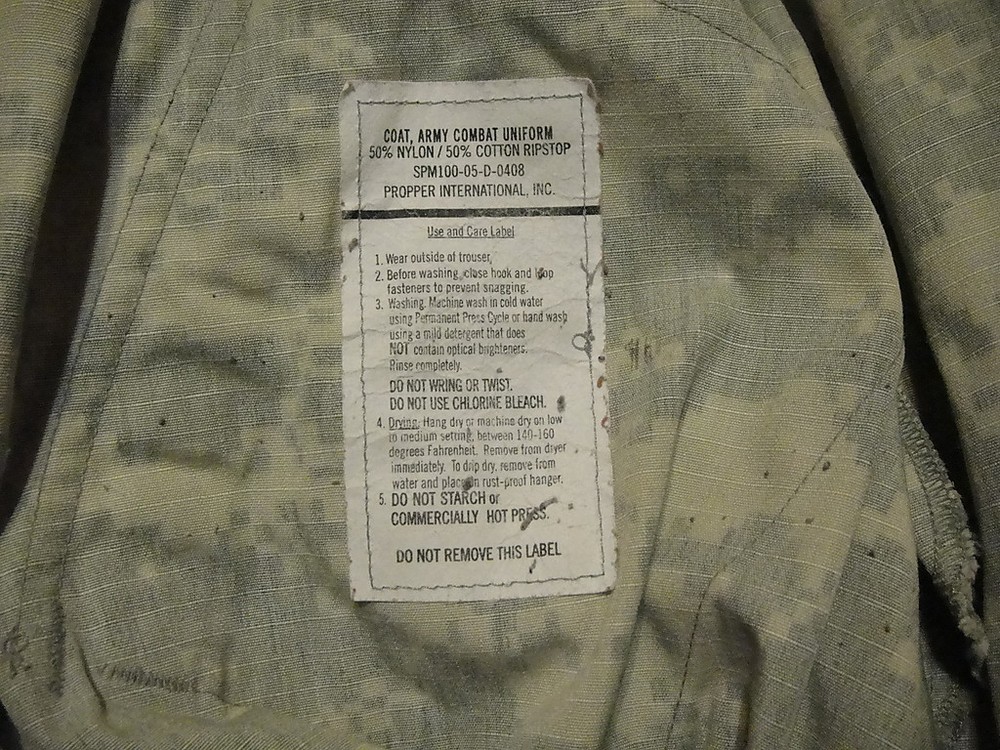 COAT, ARMY COMBAT UNIFORM
50% NYLON / 50% COTTON RIPSTOP
SPM100-05-D-0408
PROPPER INTERNATIONAL, INC.
Use and Care Label
1. Wear outside of trouser,
2. Before washing, close hook and loop
fasteners to prevent snagging.
3. Washing. Machine wash in cold water
using Permanent Press Cycle or hand wash
using a mild detergent that does
NOT contain optical brighteners.
Rinse completely.
DO NOT WRING OR TWIST.
DO NOT USE CHLORINE BLEACH.
4. Drying: Hang dry or machine dry on low
to medium setting, between 140-160
degrees Fahrenheit. Remove from dryer
immediately. To drip dry, remove from
water and place on rust-proof hanger.
5. DO NOT STARCH or
COMMERCIALLY HOT PRESS.
DO NOT REMOVE THIS LABEL